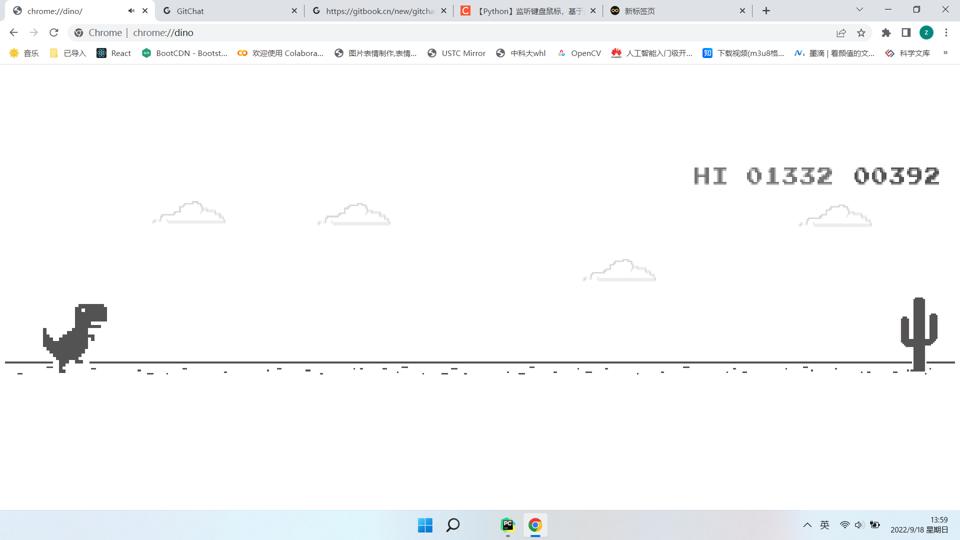 chrome://dino/
GitChat
https://gitbook.cn/new/gitcha
【Python】监听键盘鼠标，基于
新标签页
Chrome | chrome://dino
z
音乐
已导入
React
BootCDN - Bootst...
欢迎使用 Colabora...
图片表情制作,表情...
USTC Mirror
中科大whl
OpenCV
人工智能入门级开...
知
下载视频(m3u8格...
墨滴 | 看颜值的文...
科学文库
»
HI 01332 00392
PC
英
13:59
2022/9/18 星期日